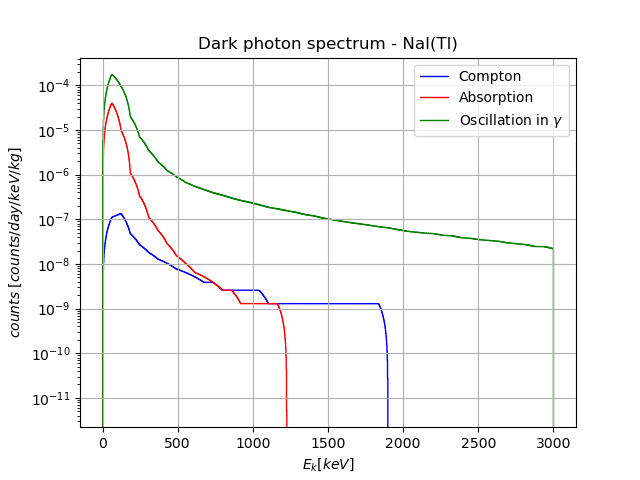 Dark photon spectrum - NaI(Tl)
Compton
Absorption
Oscillation in γ
counts [counts/day/keV/kg]
10⁻⁴
10⁻⁵
10⁻⁶
10⁻⁷
10⁻⁸
10⁻⁹
10⁻¹⁰
10⁻¹¹
0 500 1000 1500 2000 2500 3000
Eₖ[keV]